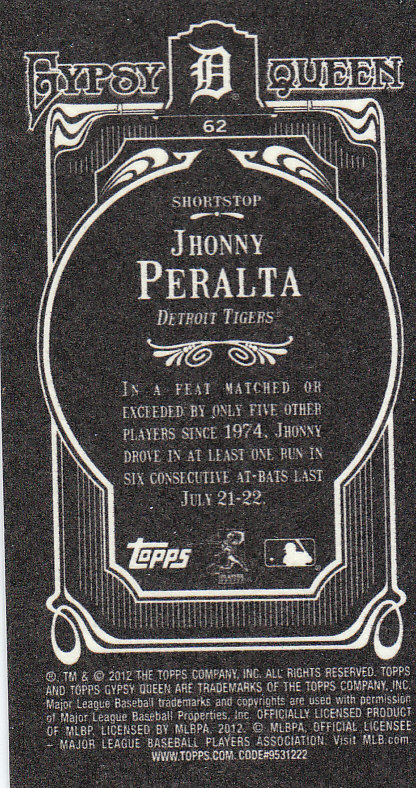 GYPSY D QUEEN
62
SHORTSTOP
JHONNY
PERALTA
DETROIT TIGERS
IN A FEAT MATCHED OR
EXCEEDED BY ONLY FIVE OTHER
PLAYERS SINCE 1974, JHONNY
DROVE IN AT LEAST ONE RUN IN
SIX CONSECUTIVE AT-BATS LAST
JULY 21-22.
topps
®, TM & © 2012 THE TOPPS COMPANY, INC. ALL RIGHTS RESERVED. TOPPS
AND TOPPS GYPSY QUEEN ARE TRADEMARKS OF THE TOPPS COMPANY, INC.
Major League Baseball trademarks and copyrights are used with permission
of Major League Baseball Properties, Inc. OFFICIALLY LICENSED PRODUCT
OF MLBP. LICENSED BY MLBPA, 2012. © MLBPA, OFFICIAL LICENSEE
– MAJOR LEAGUE BASEBALL PLAYERS ASSOCIATION. Visit MLB.com.
WWW.TOPPS.COM. CODE#9531222